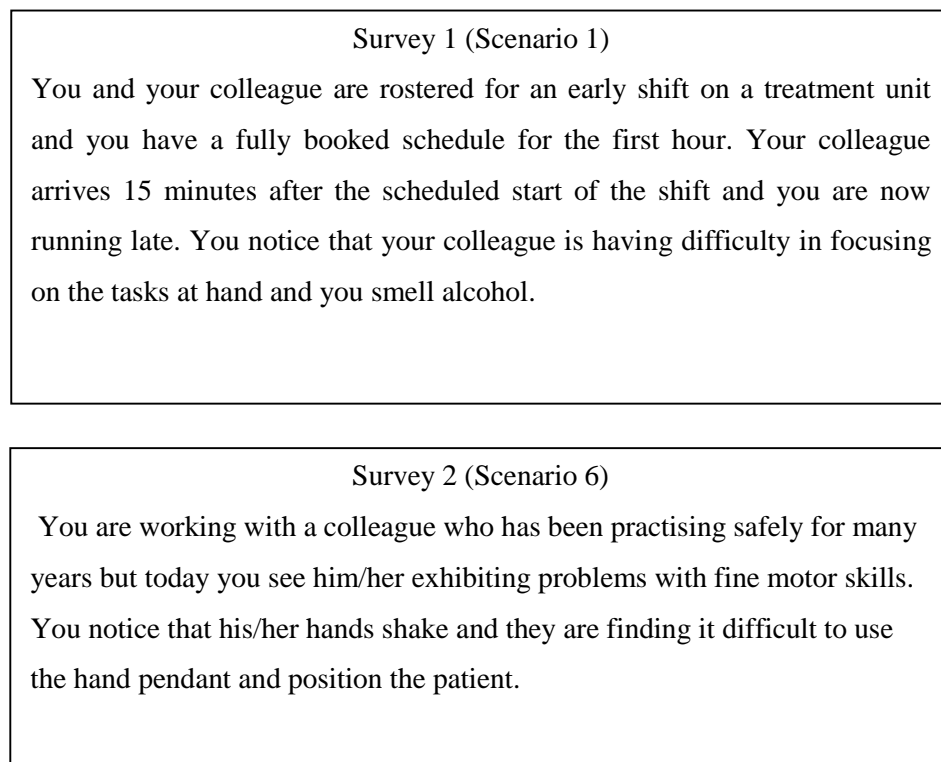 Survey 1 (Scenario 1)
You and your colleague are rostered for an early shift on a treatment unit
and you have a fully booked schedule for the first hour. Your colleague
arrives 15 minutes after the scheduled start of the shift and you are now
running late. You notice that your colleague is having difficulty in focusing
on the tasks at hand and you smell alcohol.
Survey 2 (Scenario 6)
You are working with a colleague who has been practising safely for many
years but today you see him/her exhibiting problems with fine motor skills.
You notice that his/her hands shake and they are finding it difficult to use
the hand pendant and position the patient.